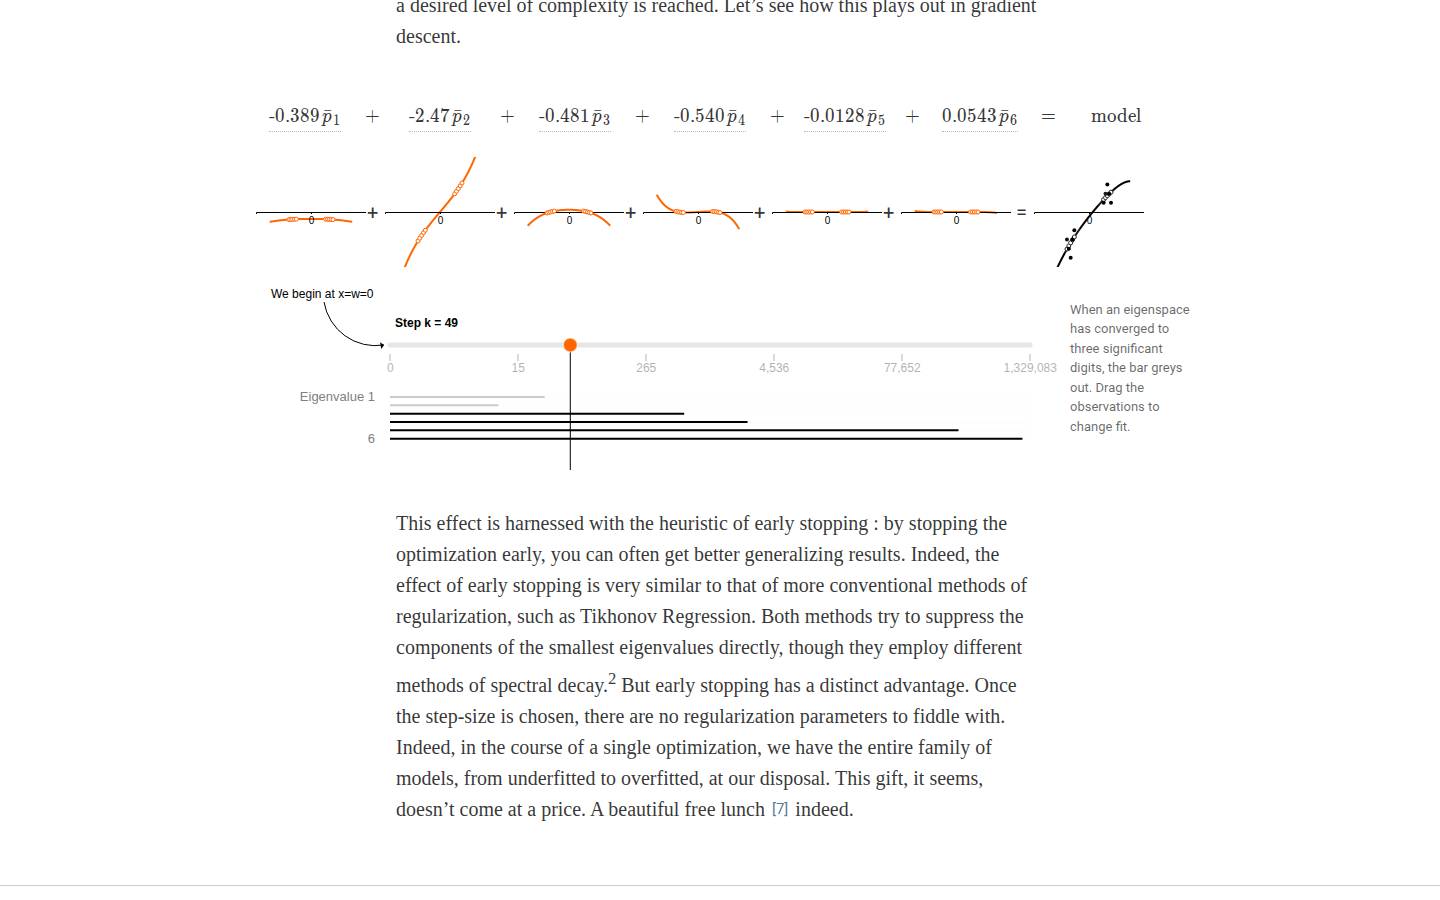 a desired level of complexity is reached. Let’s see how this plays out in gradient
descent.
-0.389 p̄1 + -2.47 p̄2 + -0.481 p̄3 + -0.540 p̄4 + -0.0128 p̄5 + 0.0543 p̄6 = model
0 + 0 + 0 + 0 + 0 + 0 = 0
We begin at x=w=0
Step k = 49
0 15 265 4,536 77,652 1,329,083
Eigenvalue 1
6
When an eigenspace
has converged to
three significant
digits, the bar greys
out. Drag the
observations to
change fit.
This effect is harnessed with the heuristic of early stopping : by stopping the
optimization early, you can often get better generalizing results. Indeed, the
effect of early stopping is very similar to that of more conventional methods of
regularization, such as Tikhonov Regression. Both methods try to suppress the
components of the smallest eigenvalues directly, though they employ different
methods of spectral decay.2 But early stopping has a distinct advantage. Once
the step-size is chosen, there are no regularization parameters to fiddle with.
Indeed, in the course of a single optimization, we have the entire family of
models, from underfitted to overfitted, at our disposal. This gift, it seems,
doesn’t come at a price. A beautiful free lunch [7] indeed.